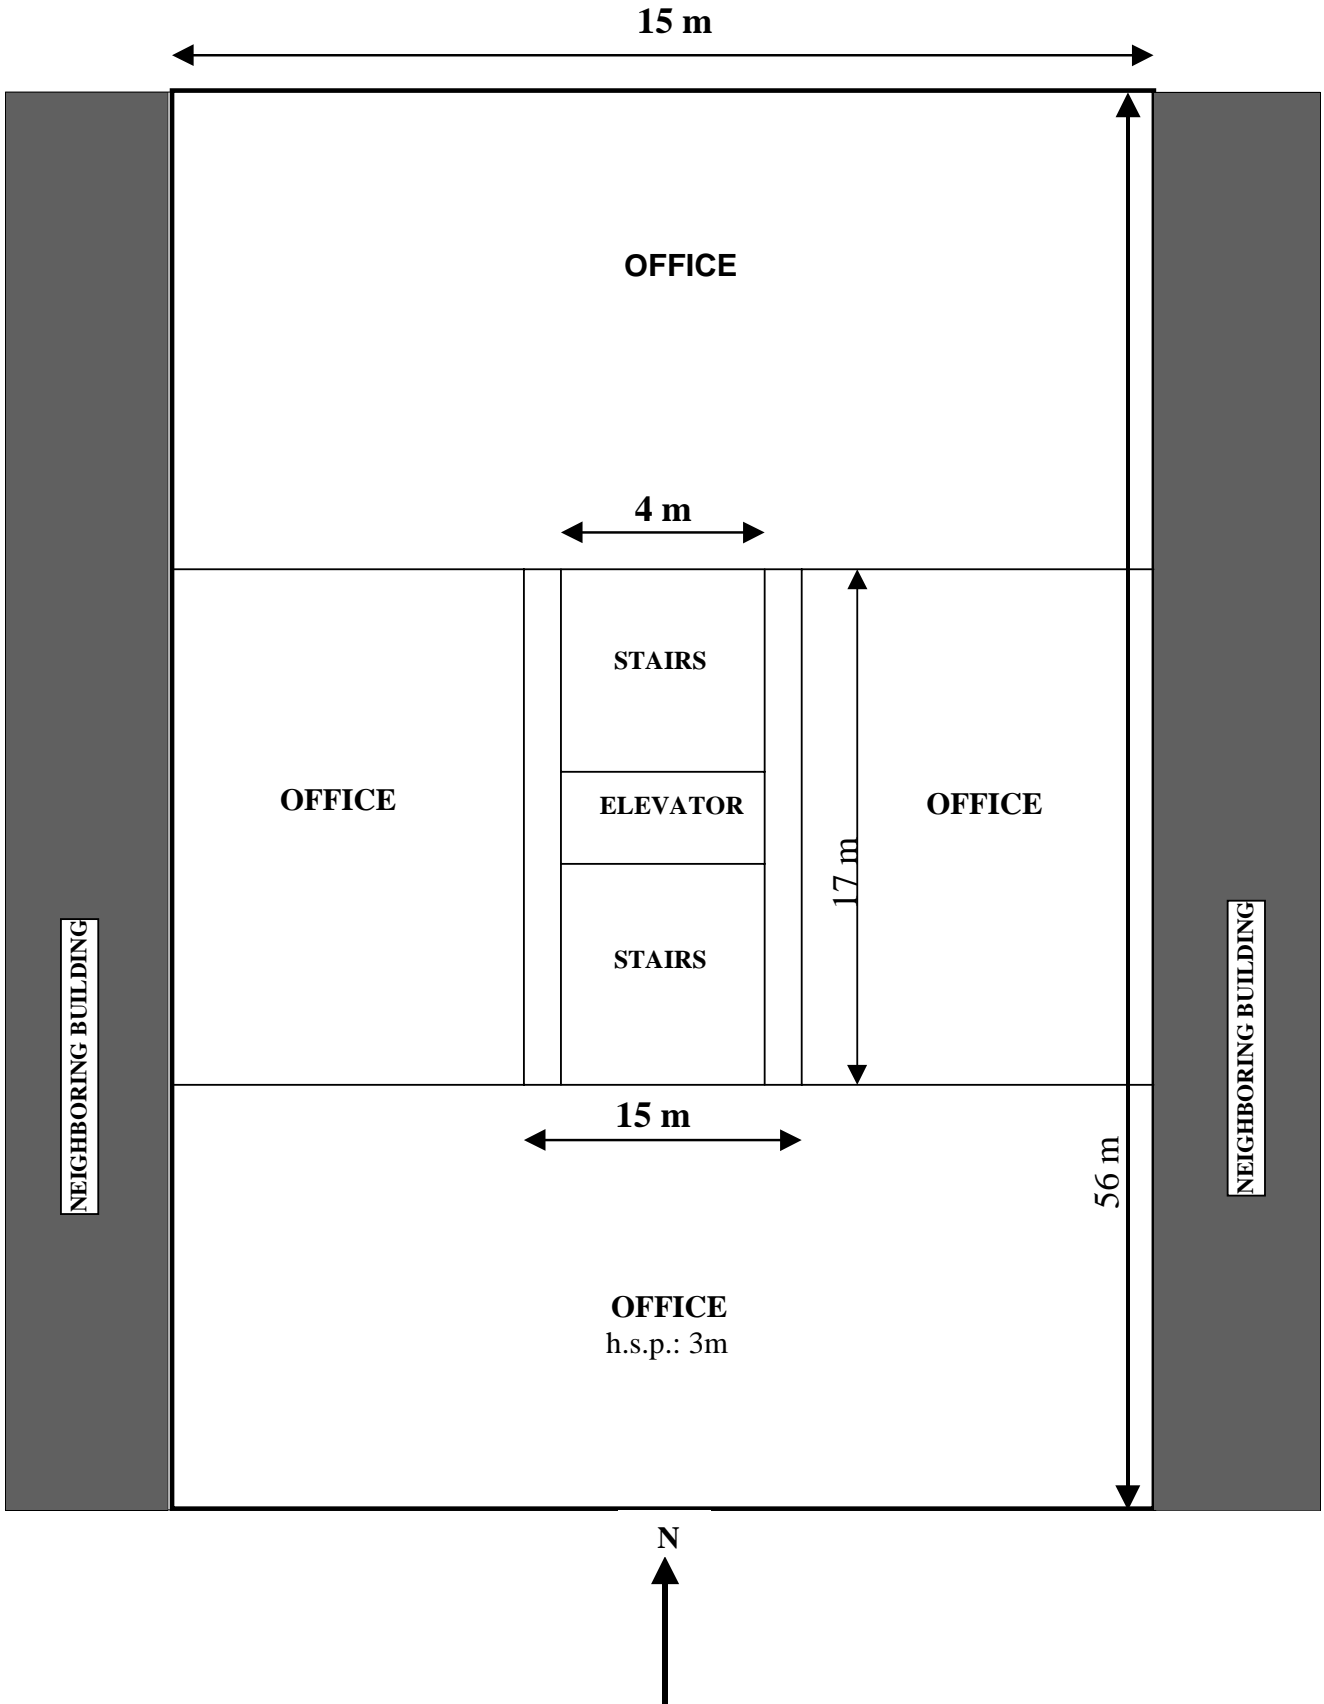 15 m
OFFICE
4 m
STAIRS
OFFICE
ELEVATOR
OFFICE
17 m
STAIRS
NEIGHBORING BUILDING
NEIGHBORING BUILDING
15 m
56 m
OFFICE
h.s.p.: 3m
N